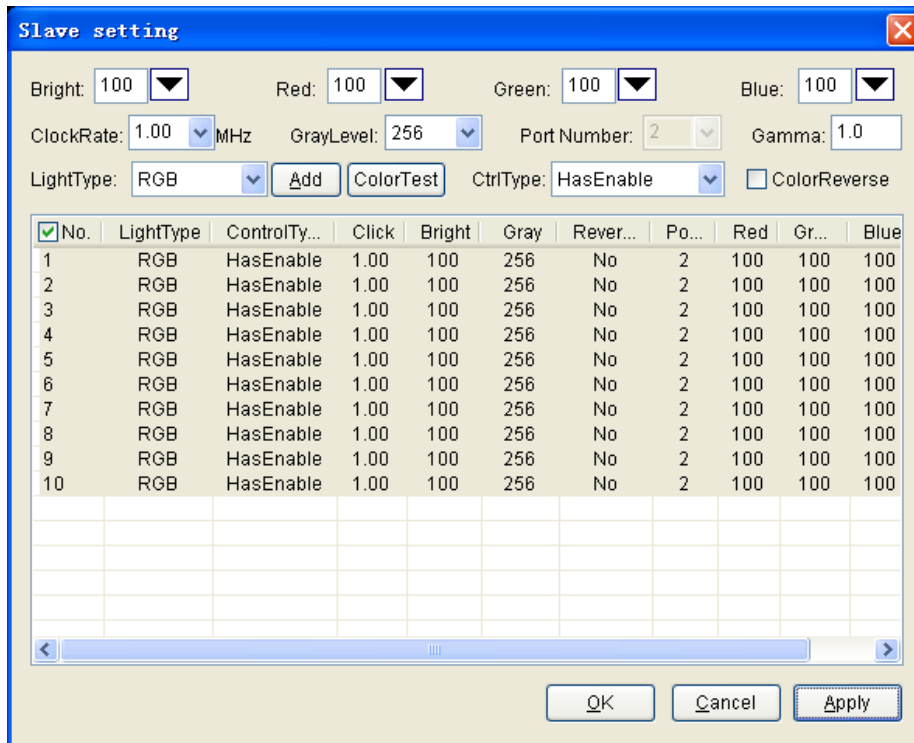 Slave setting
Bright: 100 Red: 100 Green: 100 Blue: 100
ClockRate: 1.00 MHz GrayLevel: 256 Port Number: 2 Gamma: 1.0
LightType: RGB Add ColorTest CtrlType: HasEnable ColorReverse
No. LightType ControlTy... Click Bright Gray Rever... Po... Red Gr... Blue
1 RGB HasEnable 1.00 100 256 No 2 100 100 100
2 RGB HasEnable 1.00 100 256 No 2 100 100 100
3 RGB HasEnable 1.00 100 256 No 2 100 100 100
4 RGB HasEnable 1.00 100 256 No 2 100 100 100
5 RGB HasEnable 1.00 100 256 No 2 100 100 100
6 RGB HasEnable 1.00 100 256 No 2 100 100 100
7 RGB HasEnable 1.00 100 256 No 2 100 100 100
8 RGB HasEnable 1.00 100 256 No 2 100 100 100
9 RGB HasEnable 1.00 100 256 No 2 100 100 100
10 RGB HasEnable 1.00 100 256 No 2 100 100 100
OK Cancel Apply